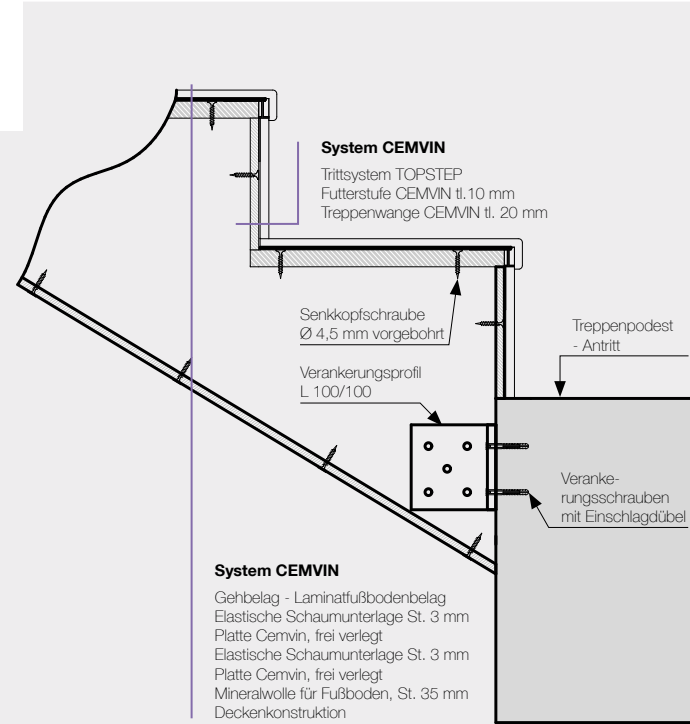 System CEMVIN
Trittsystem TOPSTEP
Futterstufe CEMVIN tl.10 mm
Treppenwange CEMVIN tl. 20 mm
Senkkopfschraube
Ø 4,5 mm vorgebohrt
Treppenpodest
- Antritt
Verankerungsprofil
L 100/100
Veranke-
rungsschrauben
mit Einschlagdübel
System CEMVIN
Gehbelag - Laminatfußbodenbelag
Elastische Schaumunterlage St. 3 mm
Platte Cemvin, frei verlegt
Elastische Schaumunterlage St. 3 mm
Platte Cemvin, frei verlegt
Mineralwolle für Fußboden, St. 35 mm
Deckenkonstruktion